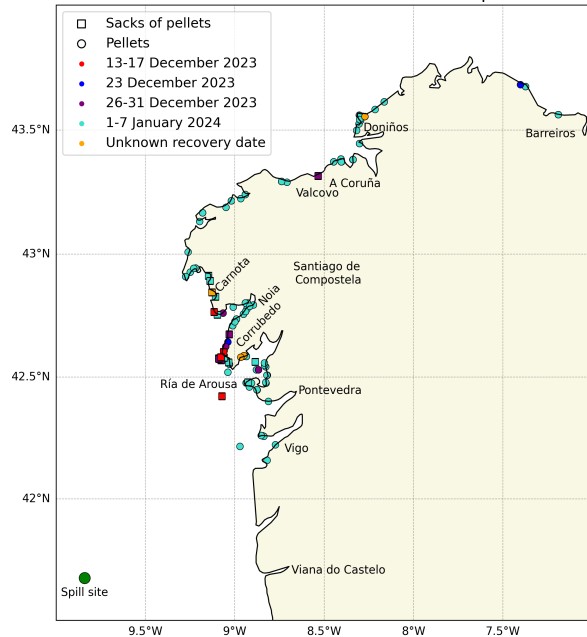 Sacks of pellets
Pellets
13-17 December 2023
23 December 2023
26-31 December 2023
1-7 January 2024
Unknown recovery date
43.5°N
43°N
42.5°N
42°N
Doniños
Barreiros
A Coruña
Valcovo
Carnota
Santiago de
Compostela
Noia
Corrubedo
Ría de Arousa
Pontevedra
Vigo
Viana do Castelo
Spill site
9.5°W
9°W
8.5°W
8°W
7.5°W